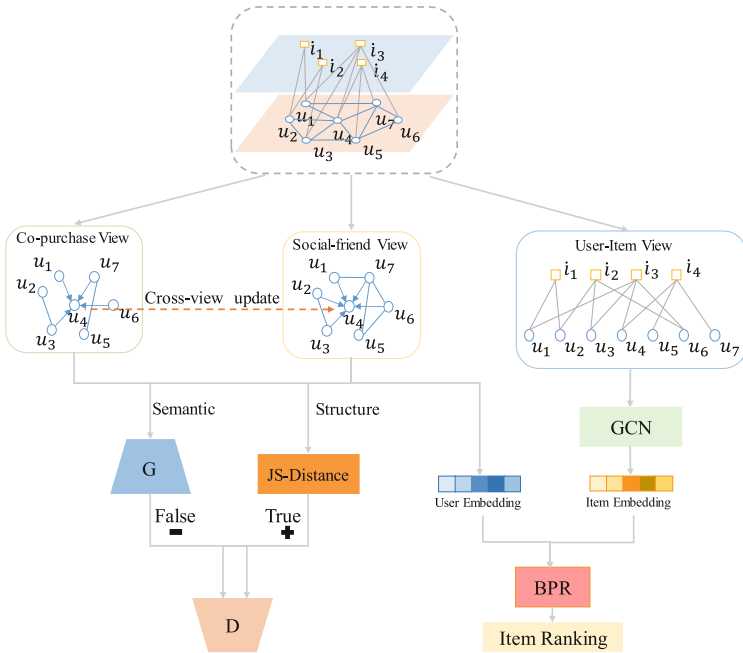 i₁
i₃
i₂
i₄
u₁
u₂
u₄
u₇
u₆
u₃
u₅
Co-purchase View
u₁
u₇
u₂
u₄
u₆
u₃
u₅
Cross-view update
Social-friend View
u₁
u₇
u₂
u₄
u₆
u₃
u₅
User-Item View
i₁ i₂ i₃ i₄
u₁ u₂ u₃ u₄ u₅ u₆ u₇
Semantic
Structure
G
JS-Distance
GCN
False
True
User Embedding
Item Embedding
D
BPR
Item Ranking